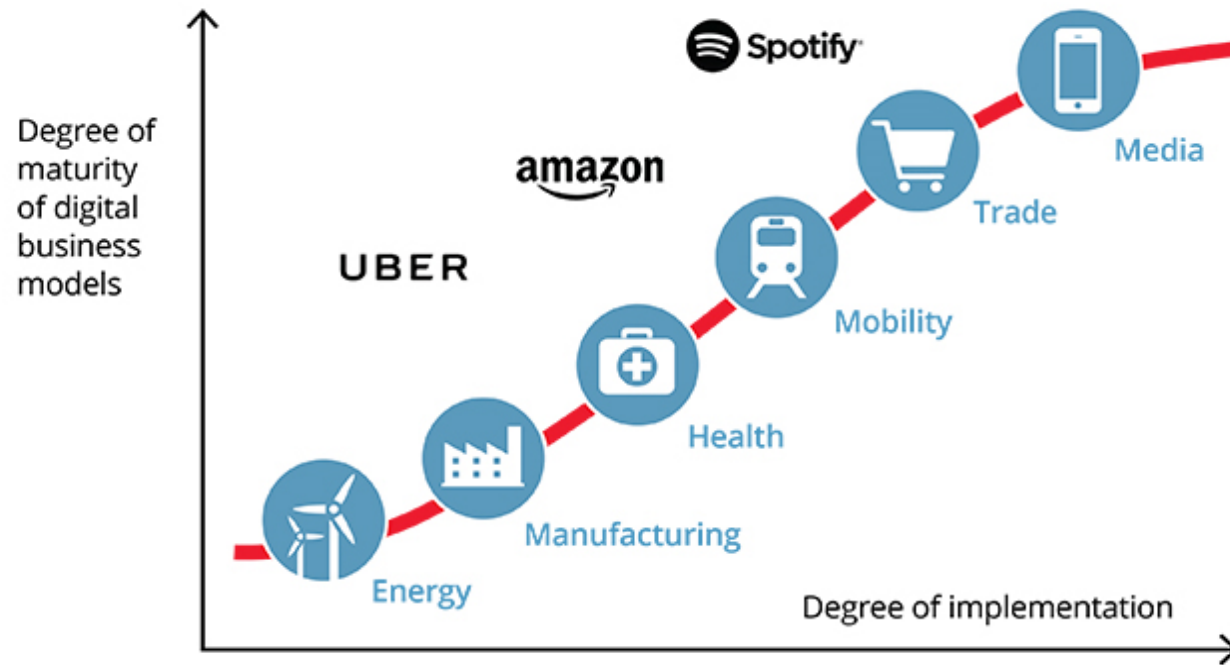 Degree of
maturity
of digital
business
models
Spotify
amazon
UBER
Media
Trade
Mobility
Health
Manufacturing
Energy
Degree of implementation